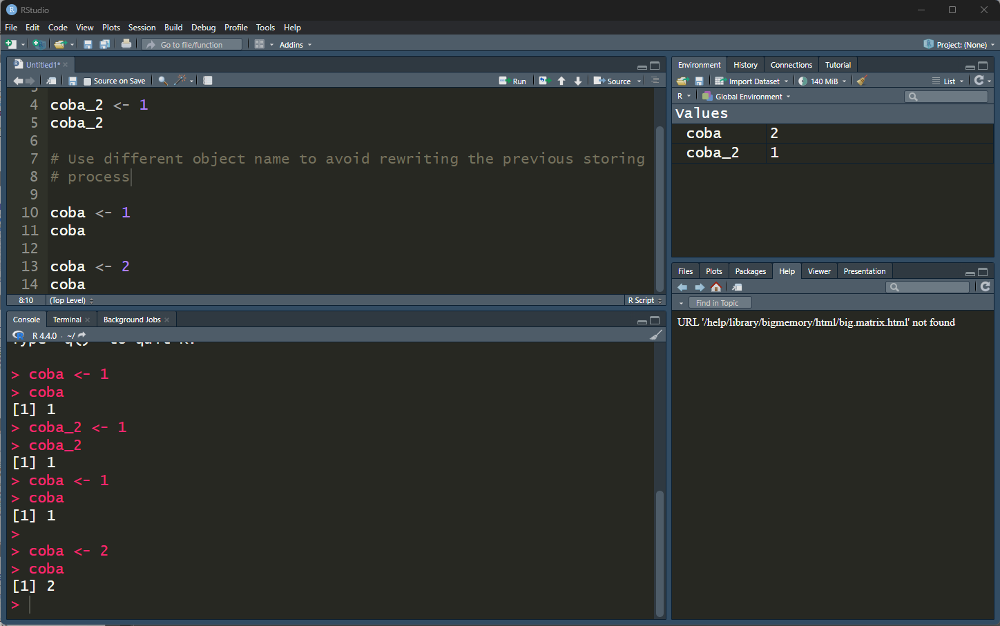 RStudio
File Edit Code View Plots Session Build Debug Profile Tools Help
Go to file/function Addins Project: (None)
Untitled1*
Source on Save Run Source
4 coba_2 <- 1
5 coba_2
6
7 # Use different object name to avoid rewriting the previous storing
8 # process
9
10 coba <- 1
11 coba
12
13 coba <- 2
14 coba
8:10 (Top Level) R Script
Console Terminal Background Jobs
R 4.4.0 · ~/
Type 'q()' to quit R.
> coba <- 1
> coba
[1] 1
> coba_2 <- 1
> coba_2
[1] 1
> coba <- 1
> coba
[1] 1
>
> coba <- 2
> coba
[1] 2
>
Environment History Connections Tutorial
Import Dataset 140 MiB List
R Global Environment
Values
coba 2
coba_2 1
Files Plots Packages Help Viewer Presentation
Find in Topic
URL '/help/library/bigmemory/html/big.matrix.html' not found